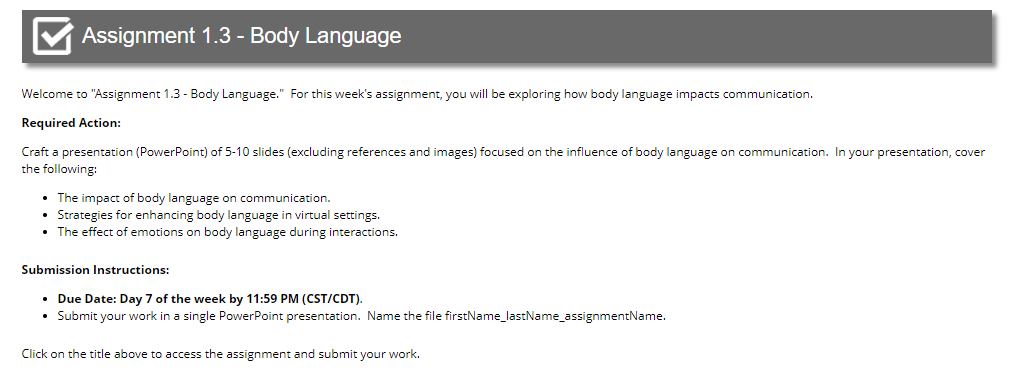 Assignment 1.3 - Body Language
Welcome to "Assignment 1.3 - Body Language."  For this week's assignment, you will be exploring how body language impacts communication.
Required Action:
Craft a presentation (PowerPoint) of 5-10 slides (excluding references and images) focused on the influence of body language on communication.  In your presentation, cover
the following:
• The impact of body language on communication.
• Strategies for enhancing body language in virtual settings.
• The effect of emotions on body language during interactions.
Submission Instructions:
• Due Date: Day 7 of the week by 11:59 PM (CST/CDT).
• Submit your work in a single PowerPoint presentation.  Name the file firstName_lastName_assignmentName.
Click on the title above to access the assignment and submit your work.